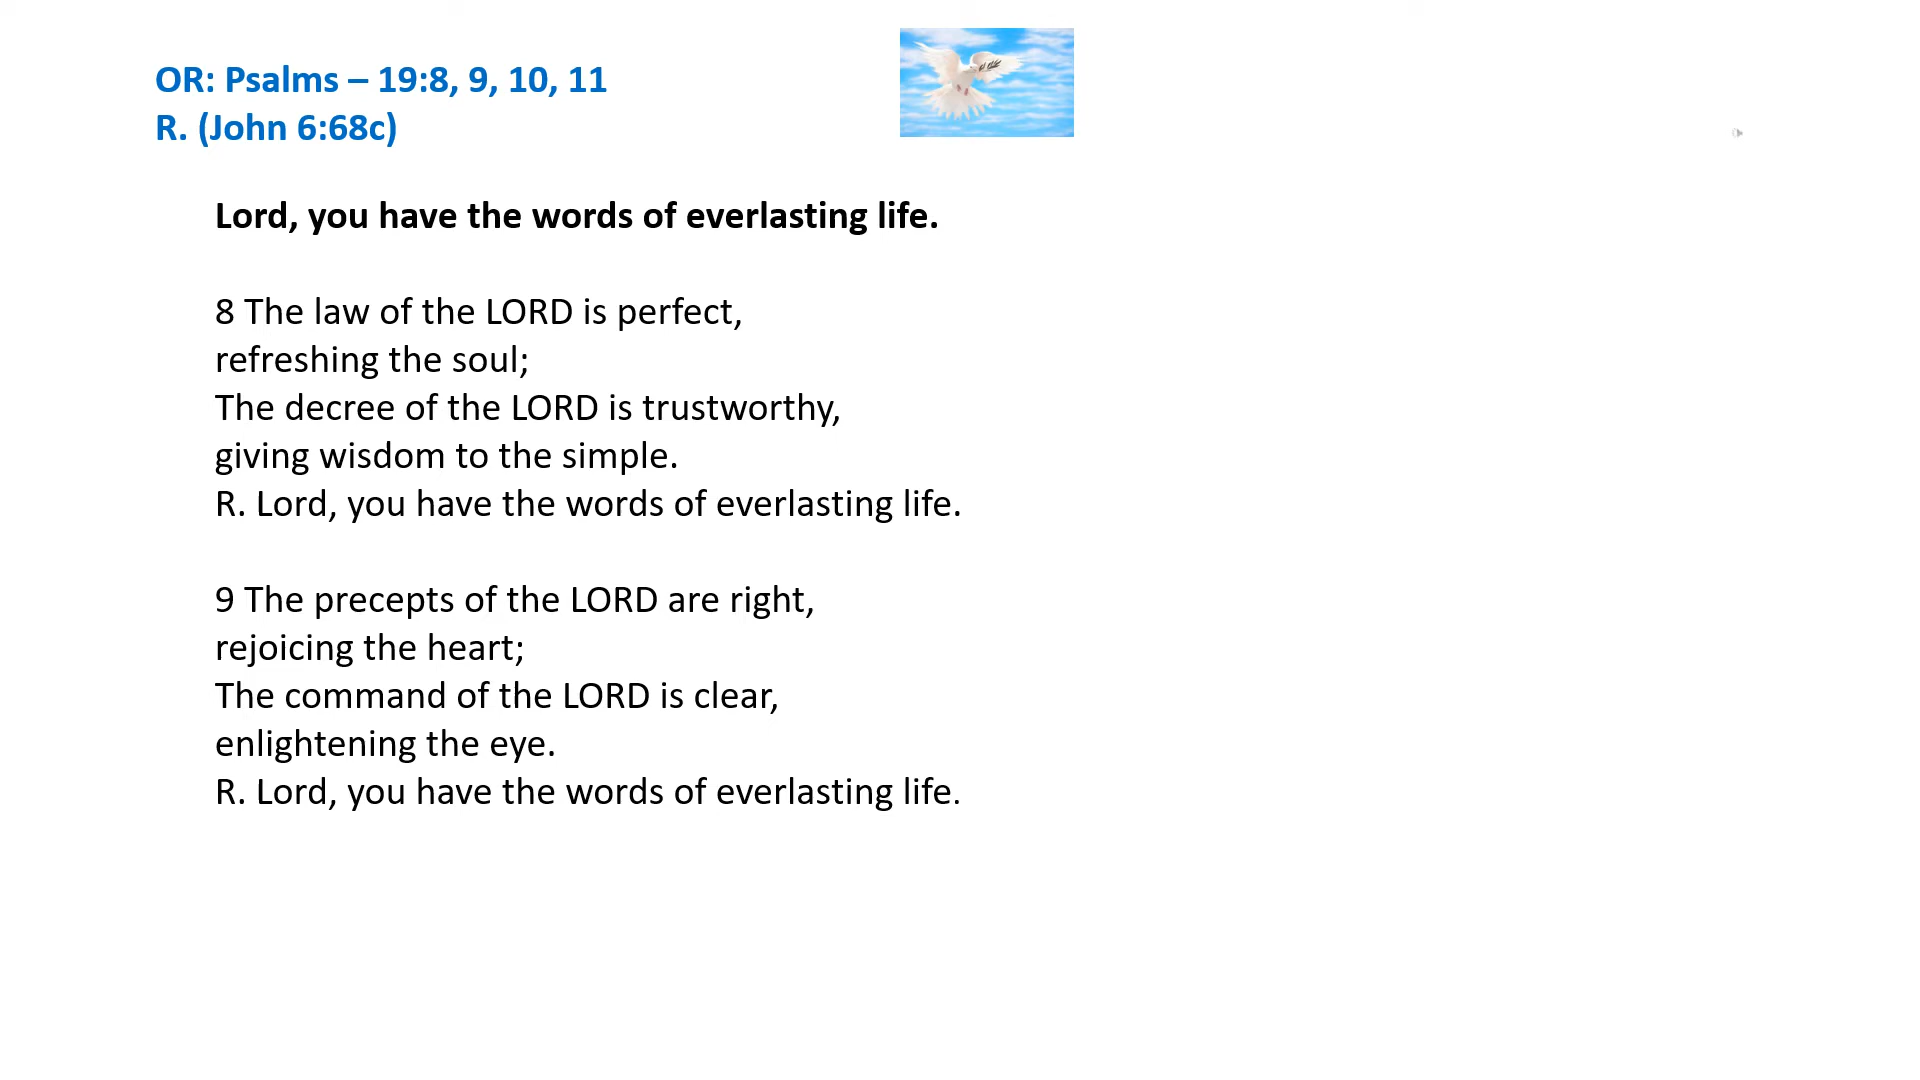 OR: Psalms – 19:8, 9, 10, 11
R. (John 6:68c)
Lord, you have the words of everlasting life.
8 The law of the LORD is perfect,
refreshing the soul;
The decree of the LORD is trustworthy,
giving wisdom to the simple.
R. Lord, you have the words of everlasting life.
9 The precepts of the LORD are right,
rejoicing the heart;
The command of the LORD is clear,
enlightening the eye.
R. Lord, you have the words of everlasting life.